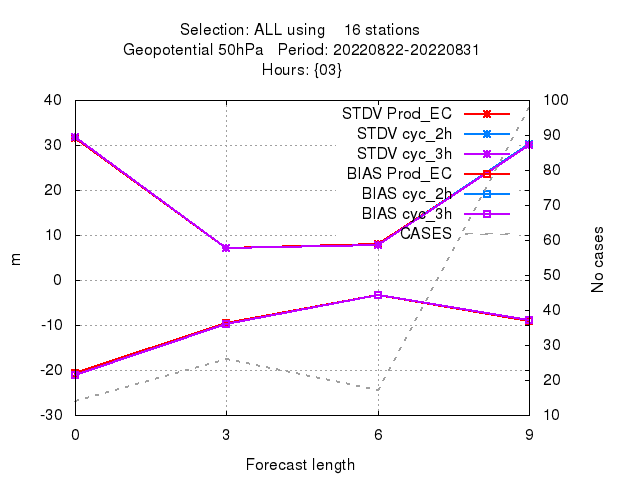 Selection: ALL using 16 stations
Geopotential 50hPa Period: 20220822-20220831
Hours: {03}
40
30
20
10
0
-10
-20
-30
100
90
80
70
60
50
40
30
20
10
STDV Prod_EC
STDV cyc_2h
STDV cyc_3h
BIAS Prod_EC
BIAS cyc_2h
BIAS cyc_3h
CASES
m
No cases
0 3 6 9
Forecast length